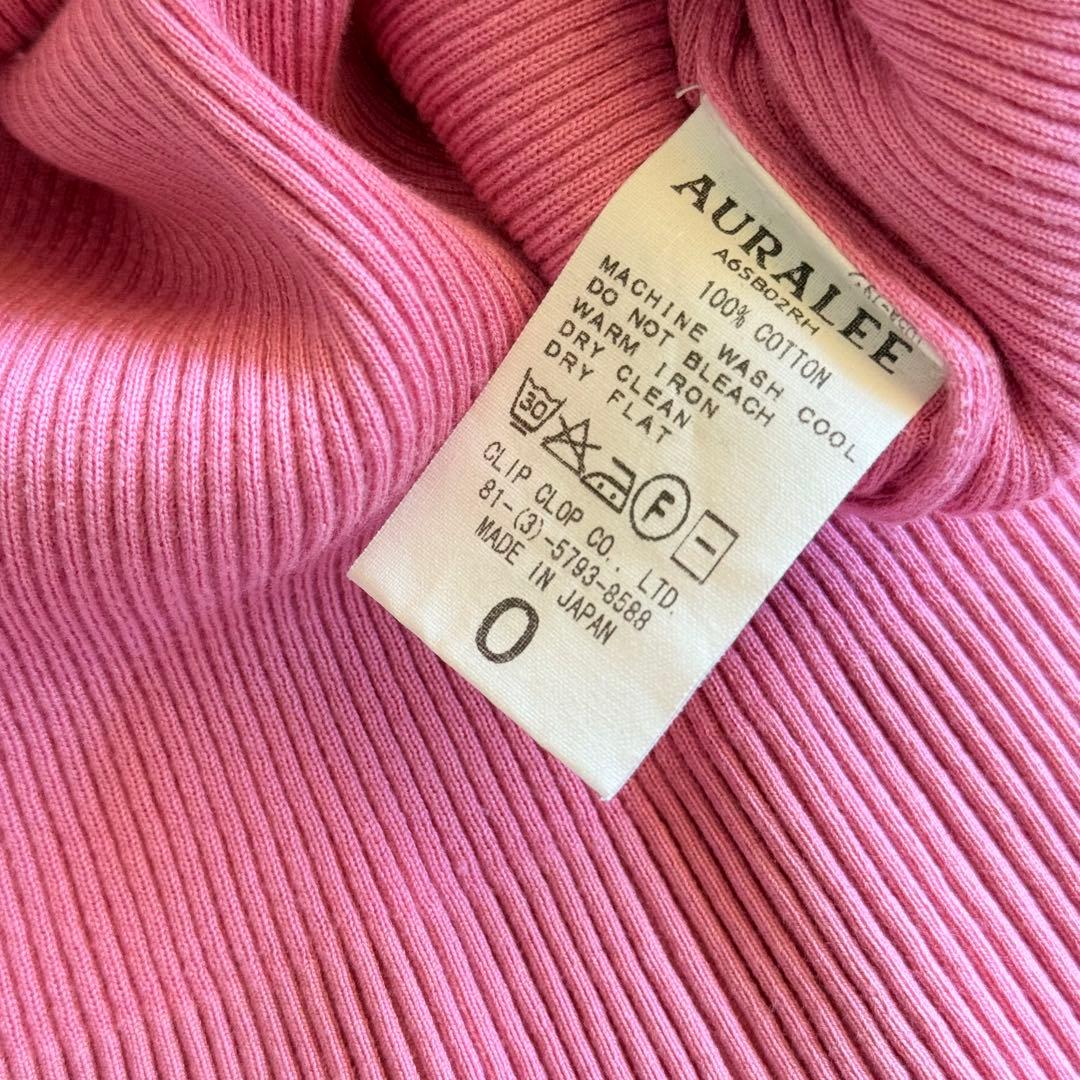 AURALEE
A6SB02RH
100% COTTON
MACHINE WASH COOL
DO NOT BLEACH
WARM IRON
DRY CLEAN
DRY FLAT
30
F
CLIP CLOP CO., LTD.
81-(3)-5793-8588
MADE IN JAPAN
0